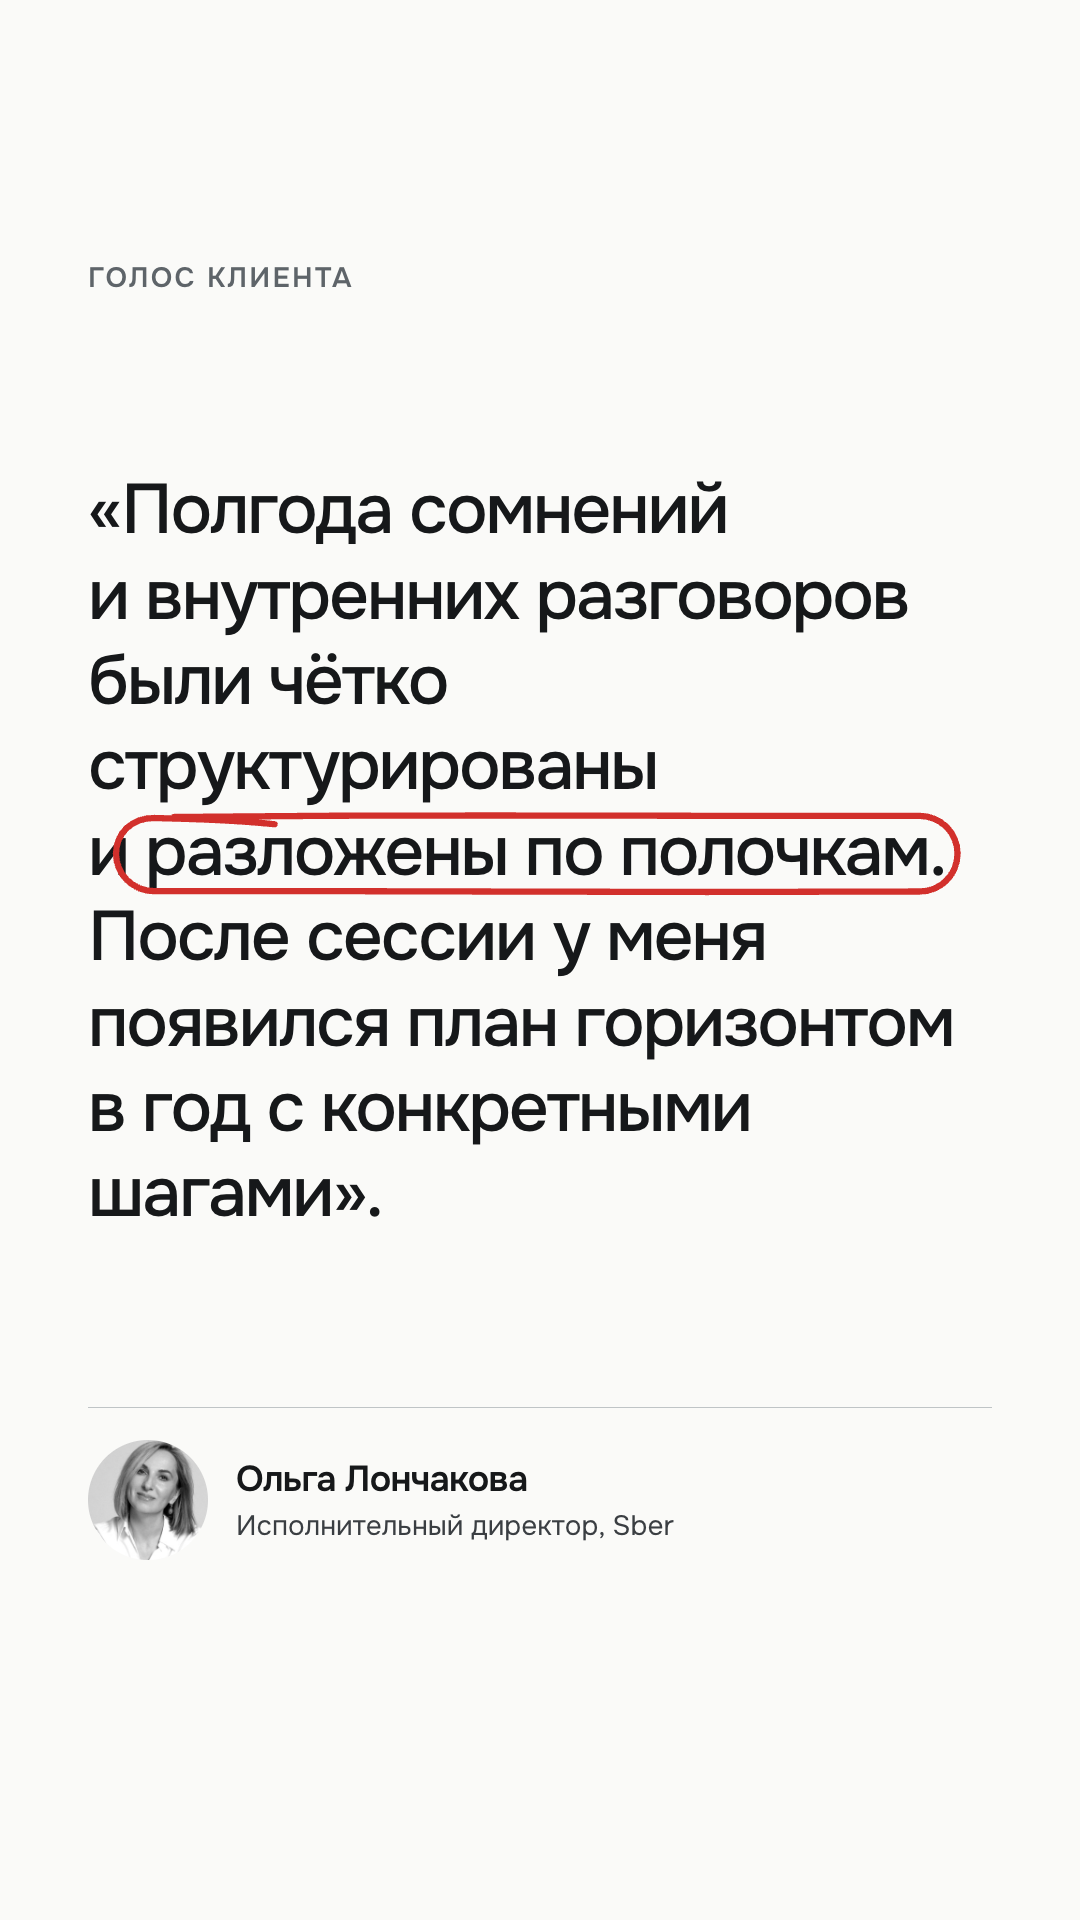 ГОЛОС КЛИЕНТА
«Полгода сомнений
и внутренних разговоров
были чётко
структурированы
и разложены по полочкам.
После сессии у меня
появился план горизонтом
в год с конкретными
шагами».
Ольга Лончакова
Исполнительный директор, Sber